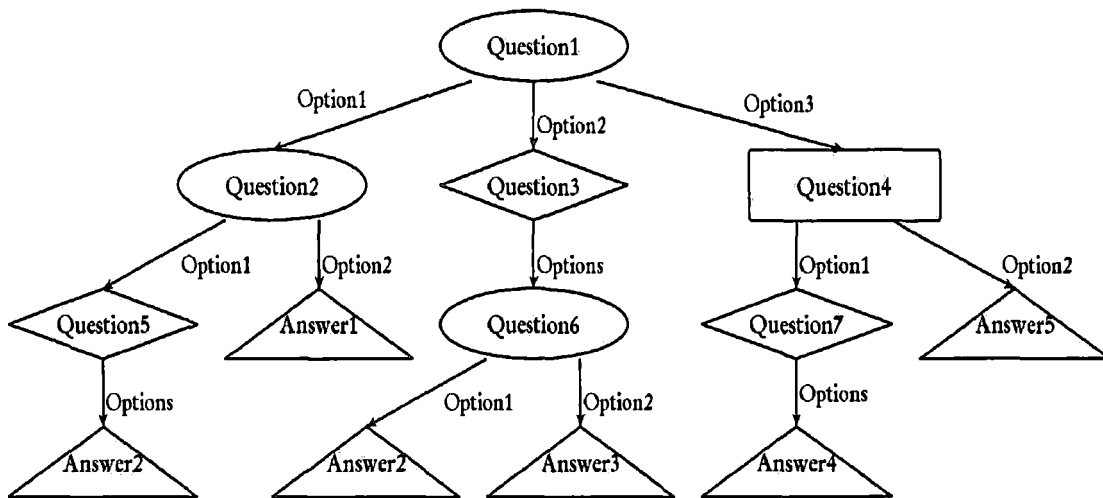 Question1
Option1
Option2
Option3
Question2
Question3
Question4
Option1
Option2
Options
Option1
Option2
Question5
Answer1
Question6
Question7
Answer5
Options
Option1
Option2
Options
Answer2
Answer2
Answer3
Answer4